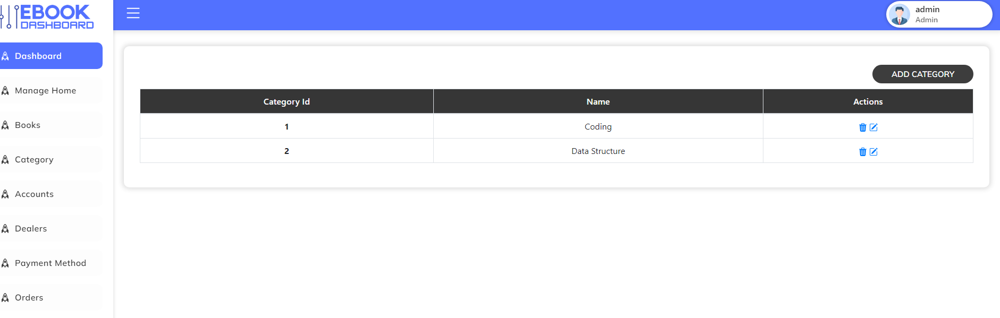 EBOOK
DASHBOARD
admin
Admin
Dashboard
Manage Home
Books
Category
Accounts
Dealers
Payment Method
Orders
ADD CATEGORY
Category Id Name Actions
1 Coding
2 Data Structure